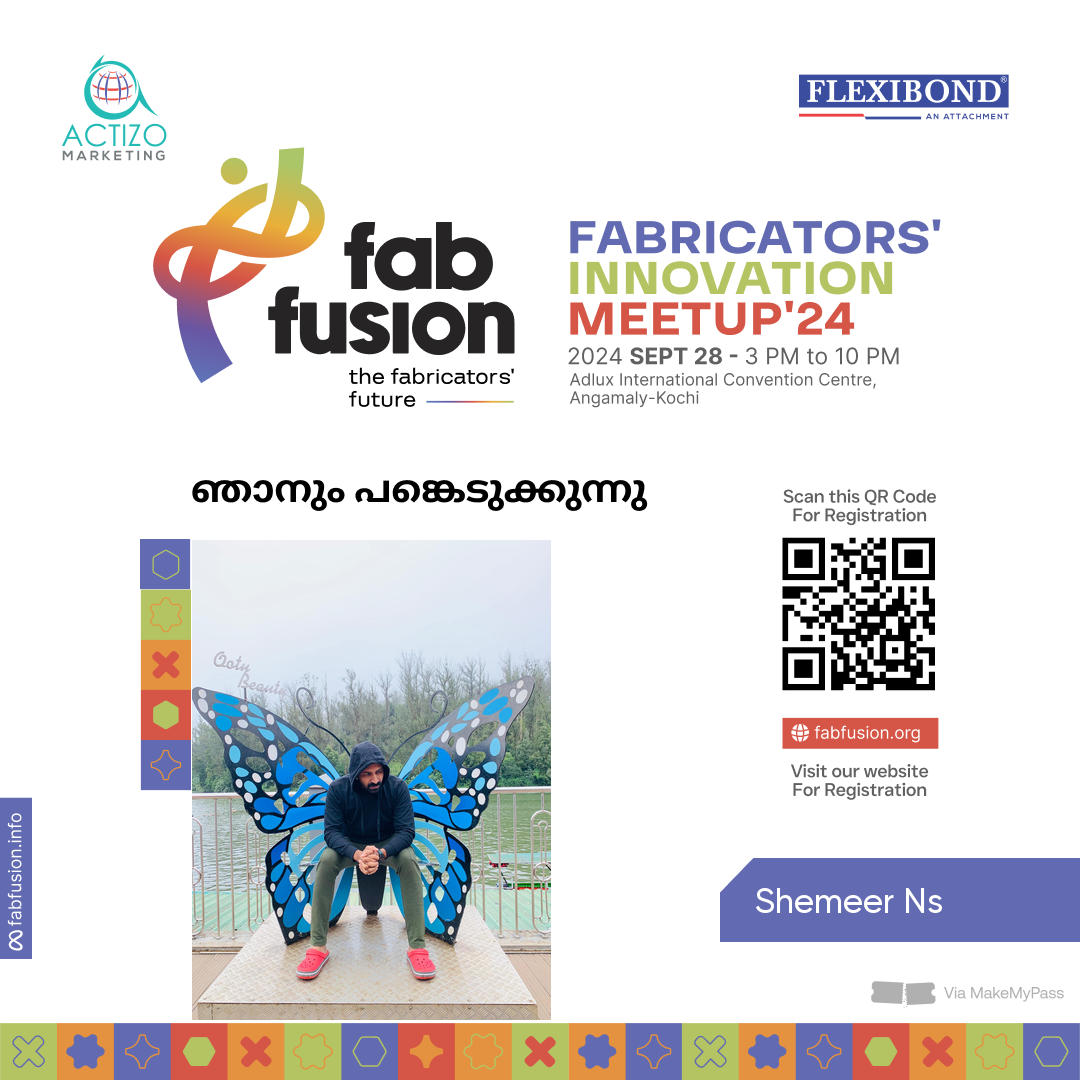 ACTIZO
MARKETING
FLEXIBOND®
AN ATTACHMENT
fab
fusion
the fabricators'
future
FABRICATORS'
INNOVATION
MEETUP'24
2024 SEPT 28 - 3 PM to 10 PM
Adlux International Convention Centre,
Angamaly-Kochi
ഞാനും പങ്കെടുക്കുന്നു
Scan this QR Code
For Registration
Ooty
Beauty
fabfusion.org
Visit our website
For Registration
fabfusion.info
Shemeer Ns
Via MakeMyPass